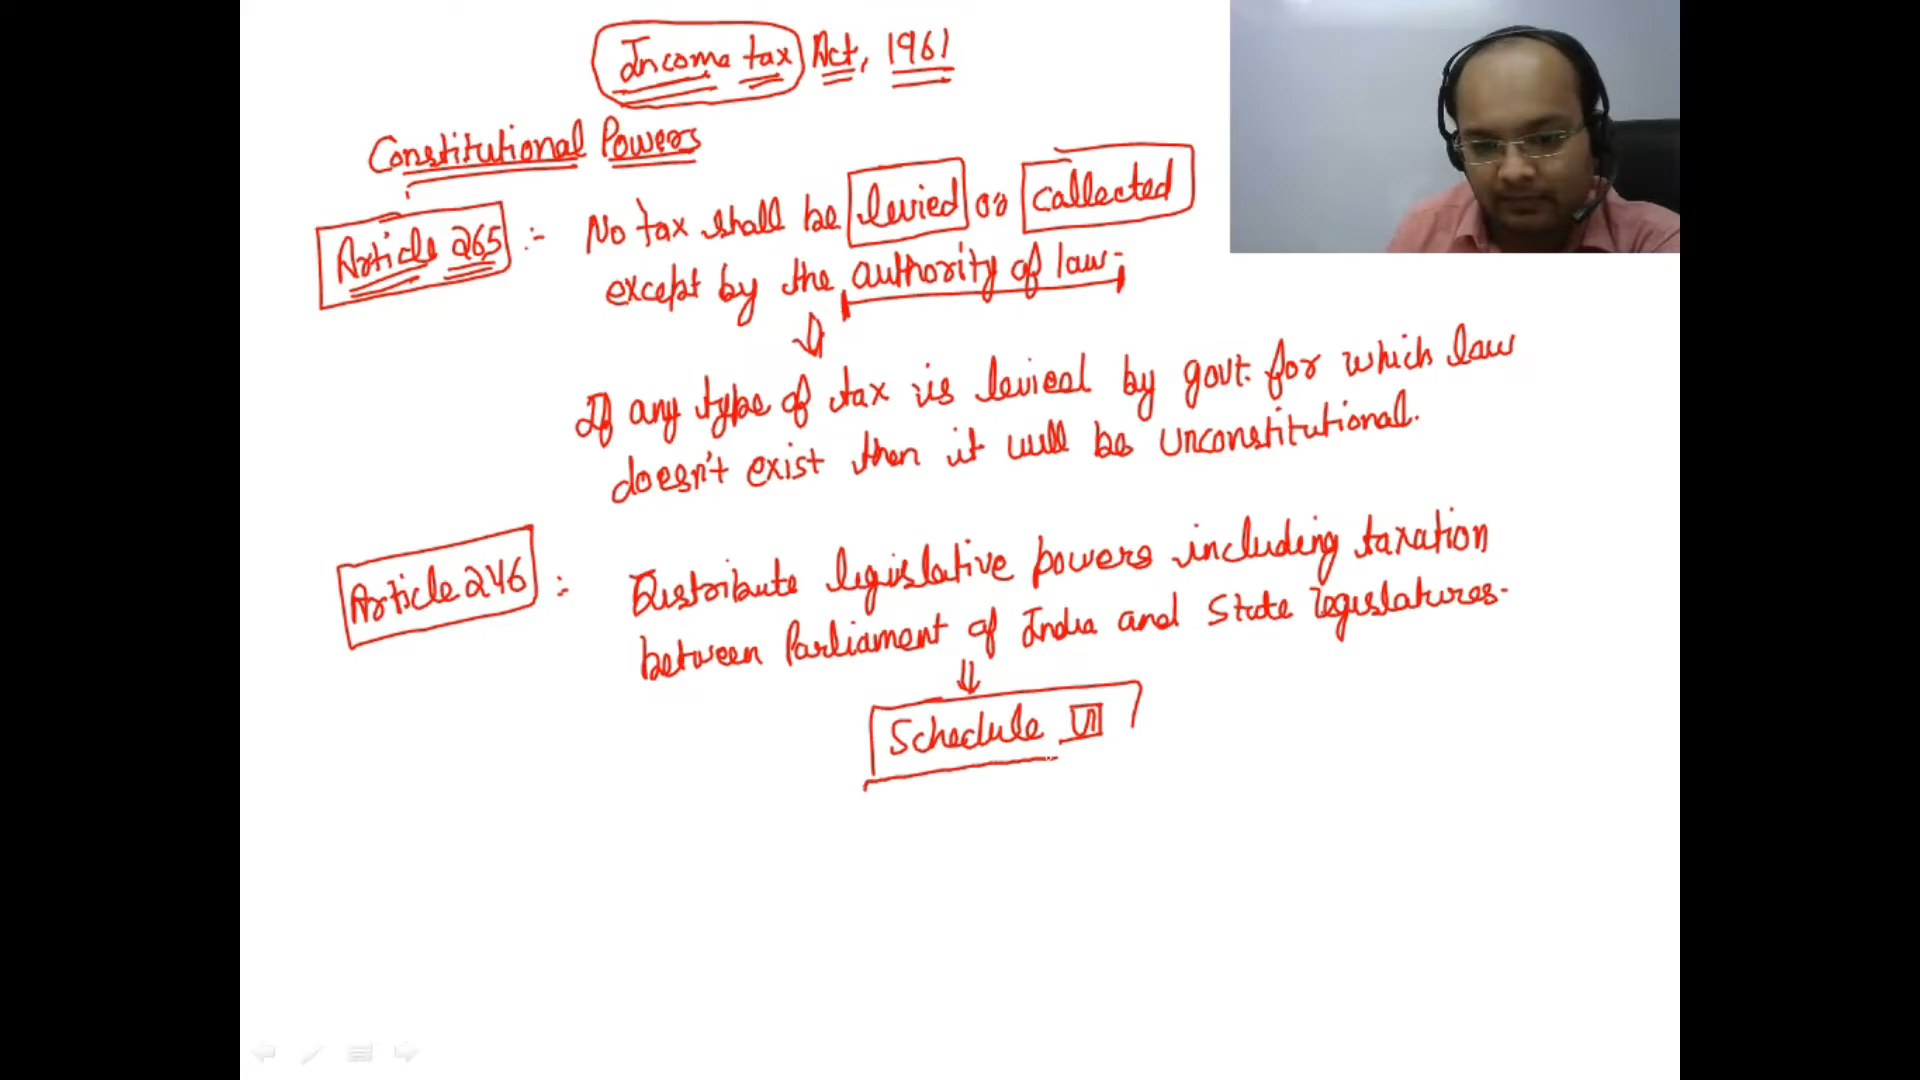 Income tax Act, 1961
Constitutional Powers
Article 265 :- No tax shall be levied or collected
except by the authority of law.
If any type of tax is levied by govt. for which law
doesn't exist then it will be unconstitutional.
Article 246 :- Distribute legislative powers including taxation
between Parliament of India and State legislatures.
Schedule VII